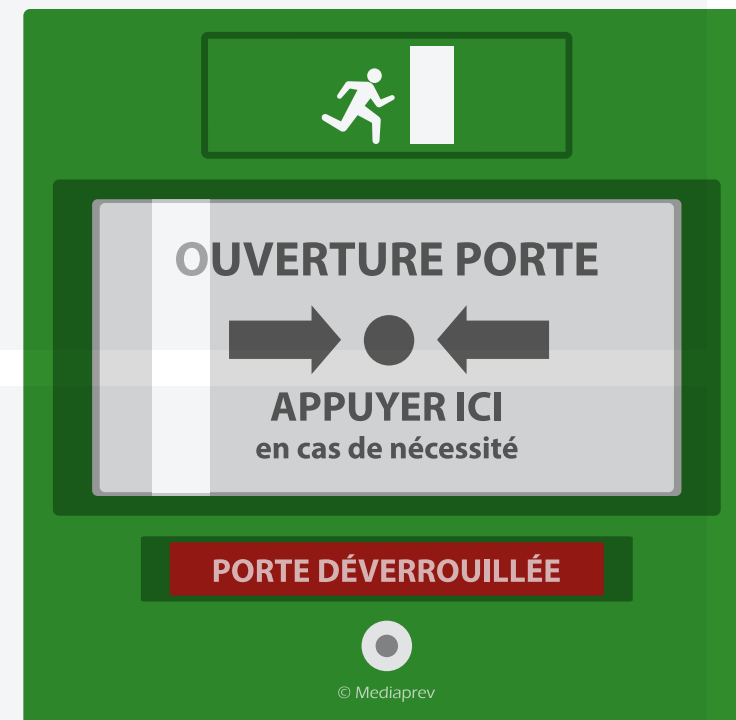 OUVERTURE PORTE
APPUYER ICI
en cas de nécessité
PORTE DÉVERROUILLÉE
© Mediaprev